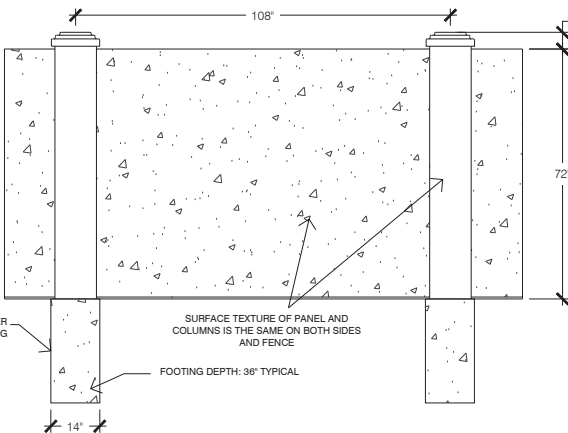 108"
72"
SURFACE TEXTURE OF PANEL AND
COLUMNS IS THE SAME ON BOTH SIDES
AND FENCE
FOOTING DEPTH: 36" TYPICAL
14"